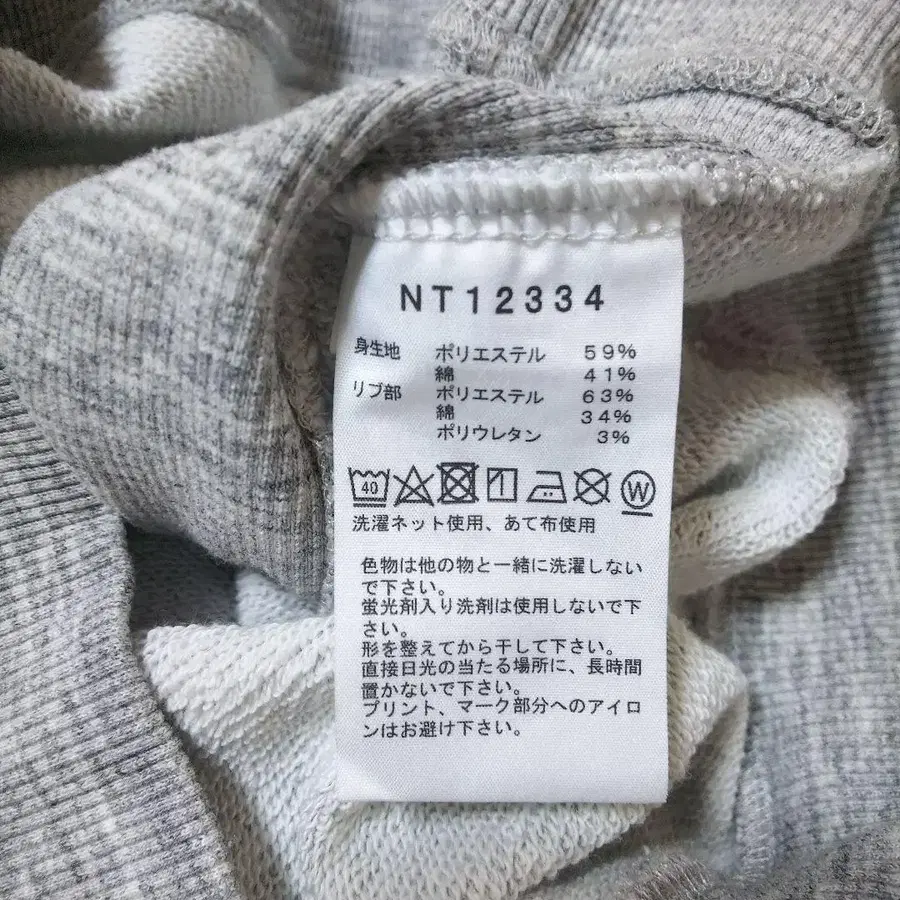 NT12334
身生地 ポリエステル 59%
綿 41%
リブ部 ポリエステル 63%
綿 34%
ポリウレタン 3%
40 W
洗濯ネット使用、あて布使用
色物は他の物と一緒に洗濯しない
で下さい。
蛍光剤入り洗剤は使用しないで下
さい。
形を整えてから干して下さい。
直接日光の当たる場所に、長時間
置かないで下さい。
プリント、マーク部分へのアイロ
ンはお避け下さい。